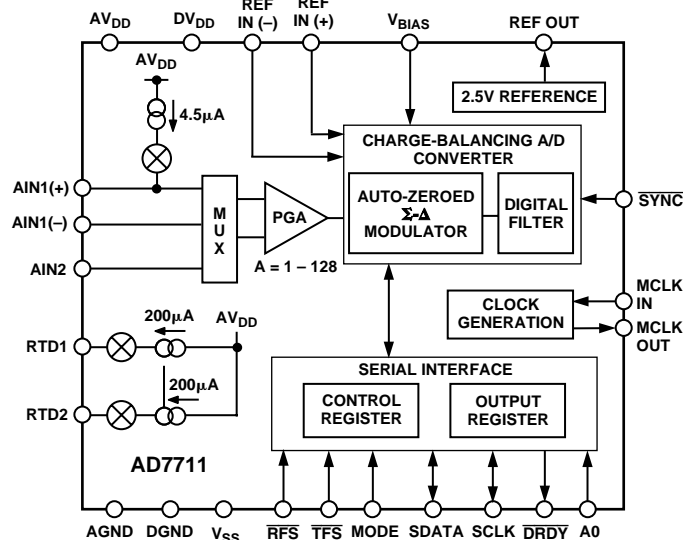 AVDD
DVDD
REF
IN (–)
REF
IN (+)
VBIAS
REF OUT
AVDD
4.5µA
2.5V REFERENCE
CHARGE-BALANCING A/D
CONVERTER
AIN1(+)
AIN1(–)
AIN2
M
U
X
PGA
A = 1 – 128
AUTO-ZEROED
Σ-Δ
MODULATOR
DIGITAL
FILTER
SYNC
MCLK
IN
MCLK
OUT
CLOCK
GENERATION
200µA
AVDD
RTD1
200µA
RTD2
SERIAL INTERFACE
CONTROL
REGISTER
OUTPUT
REGISTER
AD7711
AGND
DGND
VSS
RFS
TFS
MODE
SDATA
SCLK
DRDY
A0